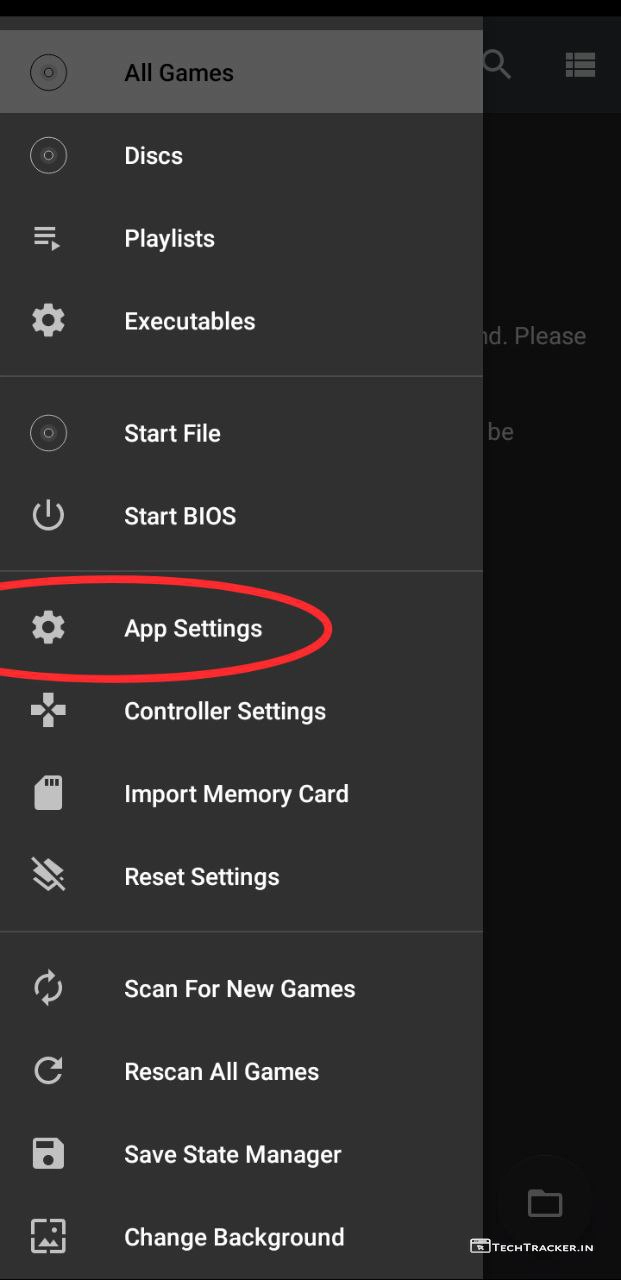 All Games
Discs
Playlists
Executables
nd. Please
Start File
be
Start BIOS
App Settings
Controller Settings
Import Memory Card
Reset Settings
Scan For New Games
Rescan All Games
Save State Manager
Change Background
TECHTRACKER.IN